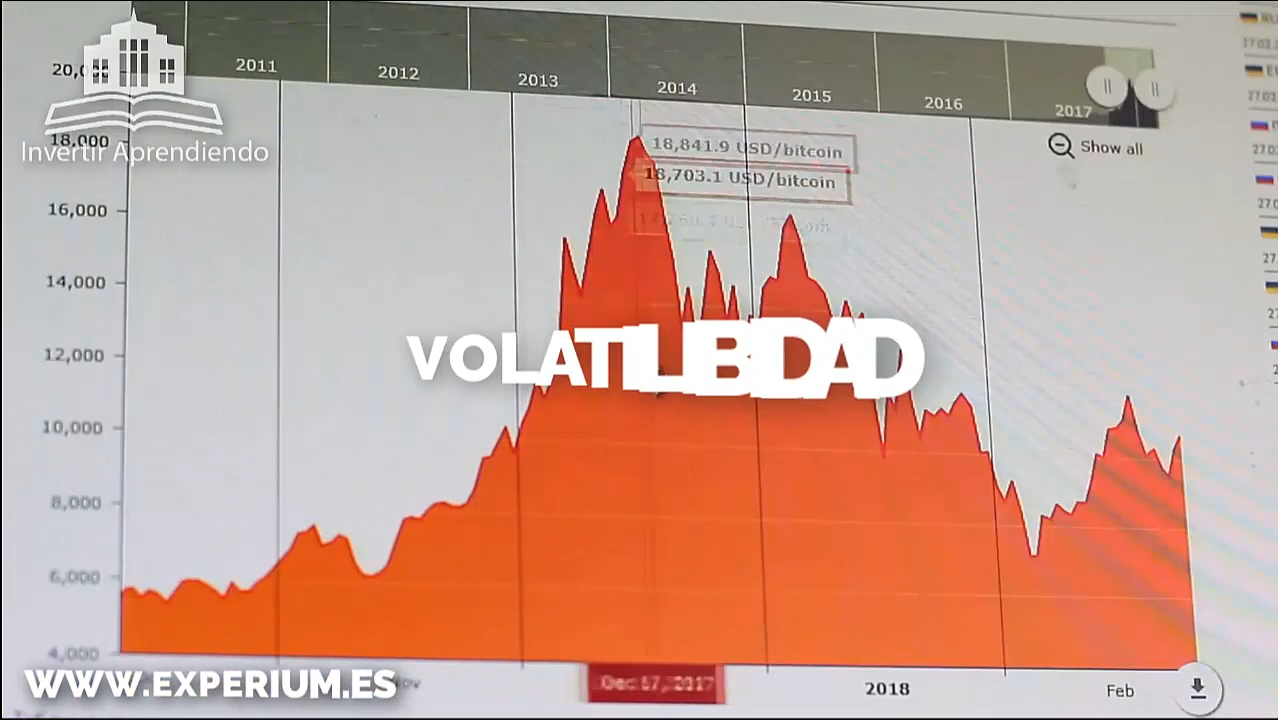 2011
2012
2013
2014
2015
2016
2017
20,0
Invertir Aprendiendo
18,000
Show all
18,841.9 USD/bitcoin
18,703.1 USD/bitcoin
16,000
14,000
12,000
VOLATILIBIDAD
10,000
8,000
6,000
4,000
WWW.EXPERIUM.ES
Dec 17, 2017
2018
Feb